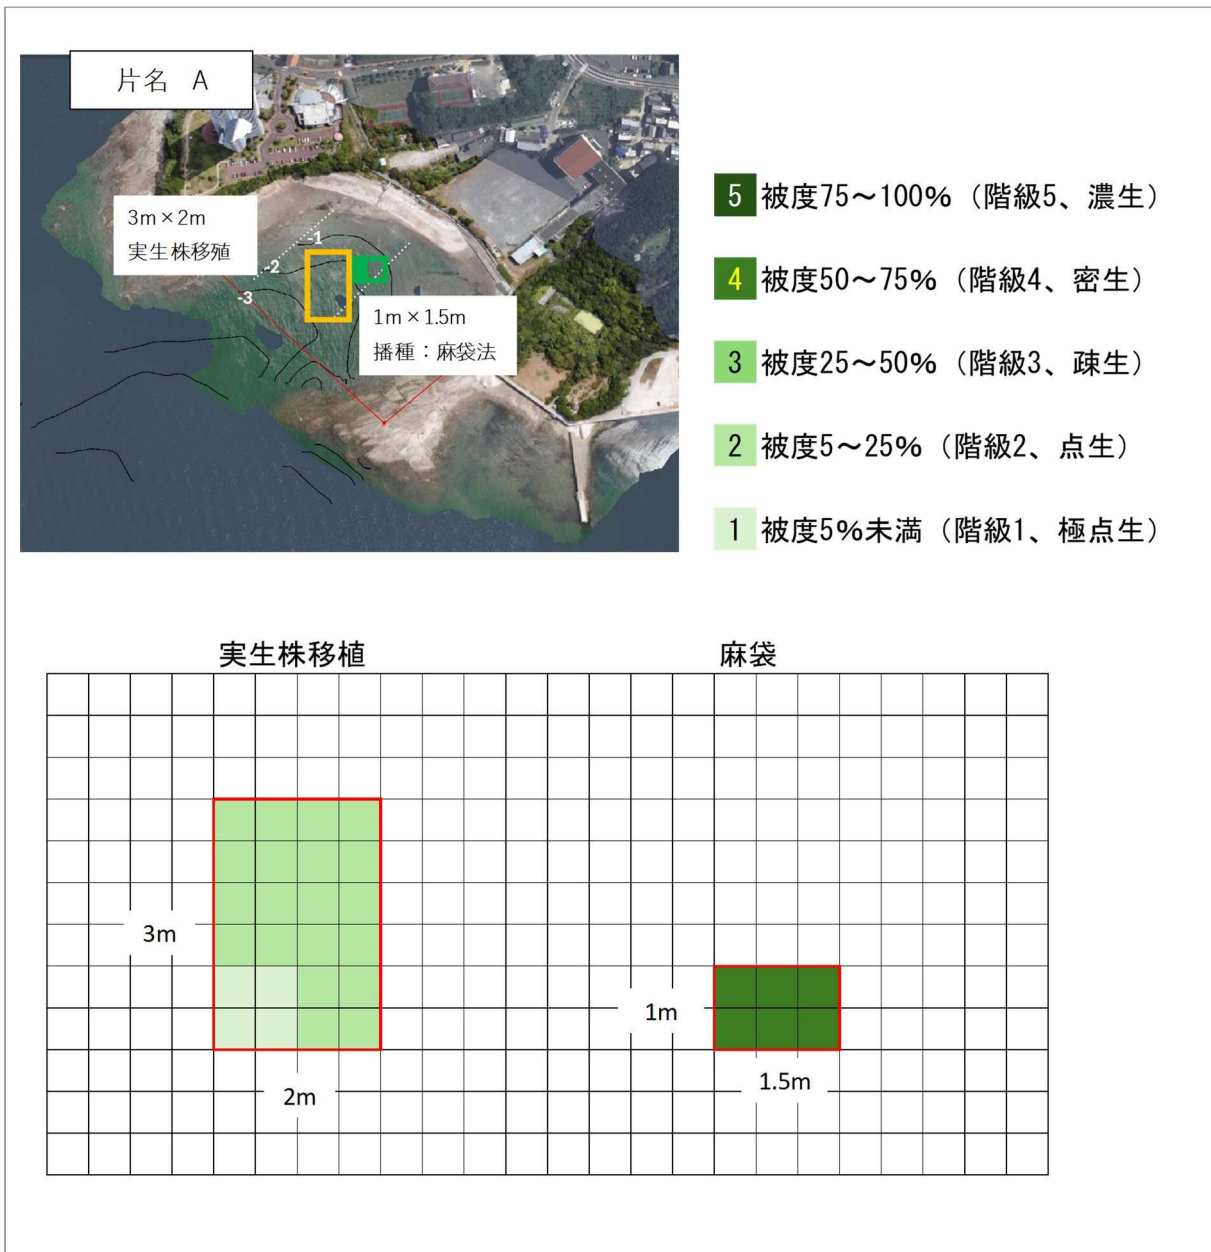 片名 A
3m×2m
実生株移植
-1
-2
-3
1m×1.5m
播種：麻袋法
5 被度75～100%（階級5、濃生）
4 被度50～75%（階級4、密生）
3 被度25～50%（階級3、疎生）
2 被度5～25%（階級2、点生）
1 被度5%未満（階級1、極点生）
実生株移植
麻袋
3m
1m
2m
1.5m